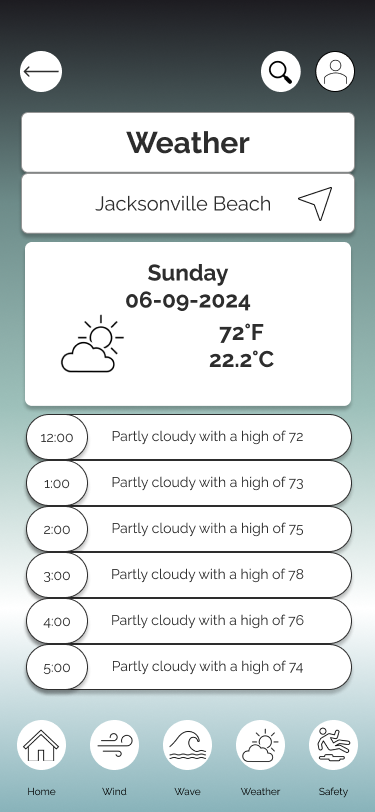 Weather
Jacksonville Beach
Sunday
06-09-2024
72°F
22.2°C
12:00 Partly cloudy with a high of 72
1:00 Partly cloudy with a high of 73
2:00 Partly cloudy with a high of 75
3:00 Partly cloudy with a high of 78
4:00 Partly cloudy with a high of 76
5:00 Partly cloudy with a high of 74
Home Wind Wave Weather Safety